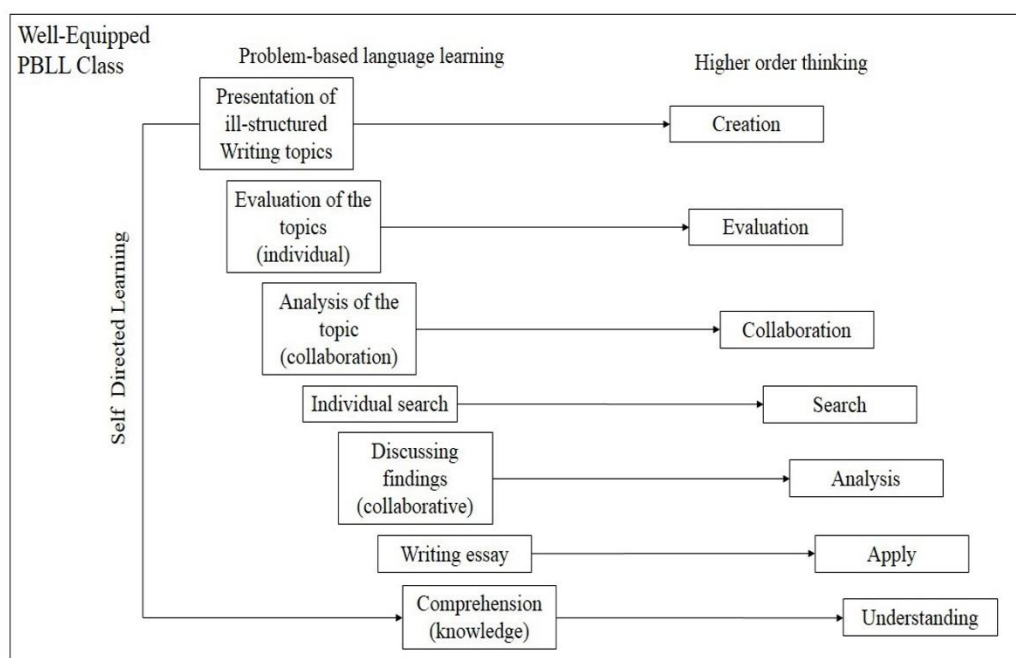 Well-Equipped
PBLL Class
Problem-based language learning
Higher order thinking
Presentation of
ill-structured
Writing topics
Creation
Evaluation of the
topics
(individual)
Evaluation
Analysis of the
topic
(collaboration)
Collaboration
Individual search
Search
Discussing
findings
(collaborative)
Analysis
Writing essay
Apply
Comprehension
(knowledge)
Understanding
Self Directed Learning